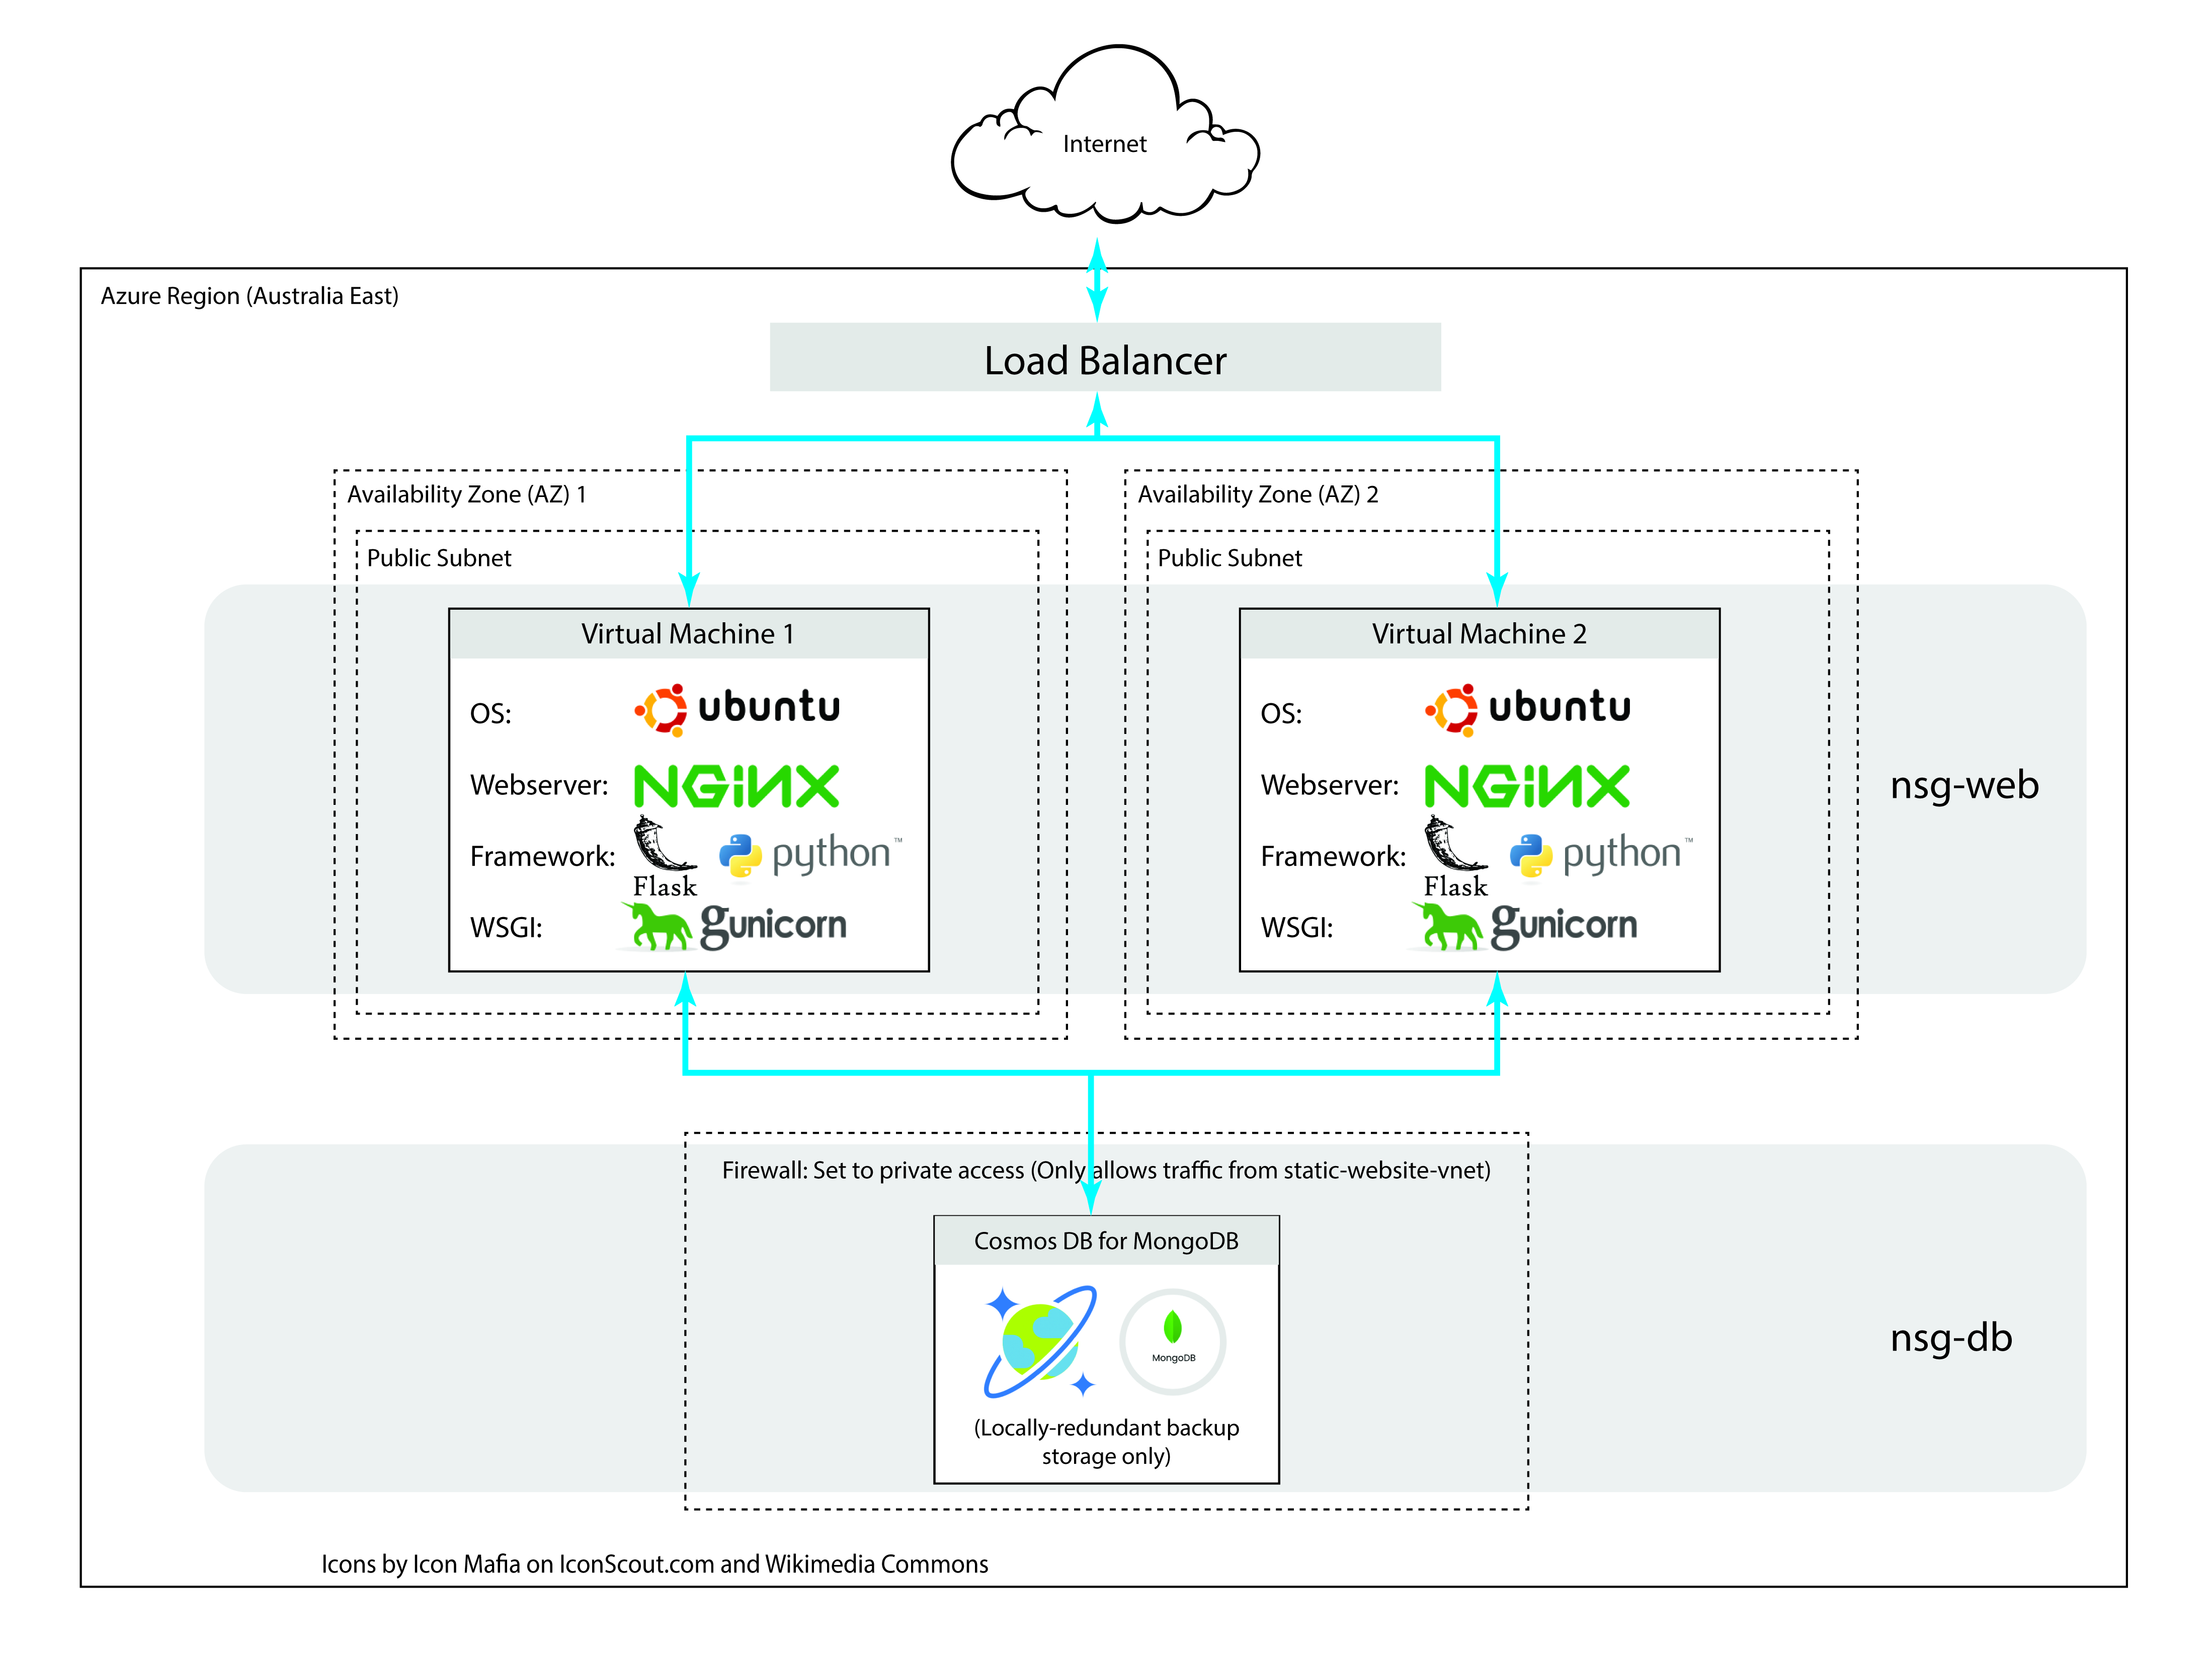 Internet
Azure Region (Australia East)
Load Balancer
Availability Zone (AZ) 1
Public Subnet
Virtual Machine 1
OS: ubuntu
Webserver: NGINX
Framework: Flask python™
WSGI: gunicorn
Availability Zone (AZ) 2
Public Subnet
Virtual Machine 2
OS: ubuntu
Webserver: NGINX
Framework: Flask python™
WSGI: gunicorn
nsg-web
Firewall: Set to private access (Only allows traffic from static-website-vnet)
Cosmos DB for MongoDB
MongoDB
(Locally-redundant backup
storage only)
nsg-db
Icons by Icon Mafia on IconScout.com and Wikimedia Commons